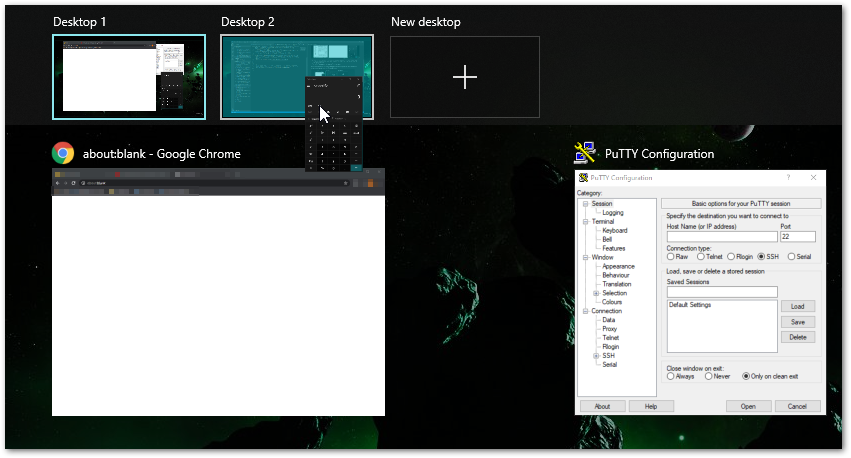 Desktop 1
Desktop 2
New desktop
about:blank - Google Chrome
PuTTY Configuration
PuTTY Configuration
Category:
Session
Logging
Terminal
Keyboard
Bell
Features
Window
Appearance
Behaviour
Translation
Selection
Colours
Connection
Data
Proxy
Telnet
Rlogin
SSH
Serial
Basic options for your PuTTY session
Specify the destination you want to connect to
Host Name (or IP address) Port
22
Connection type:
Raw Telnet Rlogin SSH Serial
Load, save or delete a stored session
Saved Sessions
Default Settings
Load
Save
Delete
Close window on exit:
Always Never Only on clean exit
About Help Open Cancel